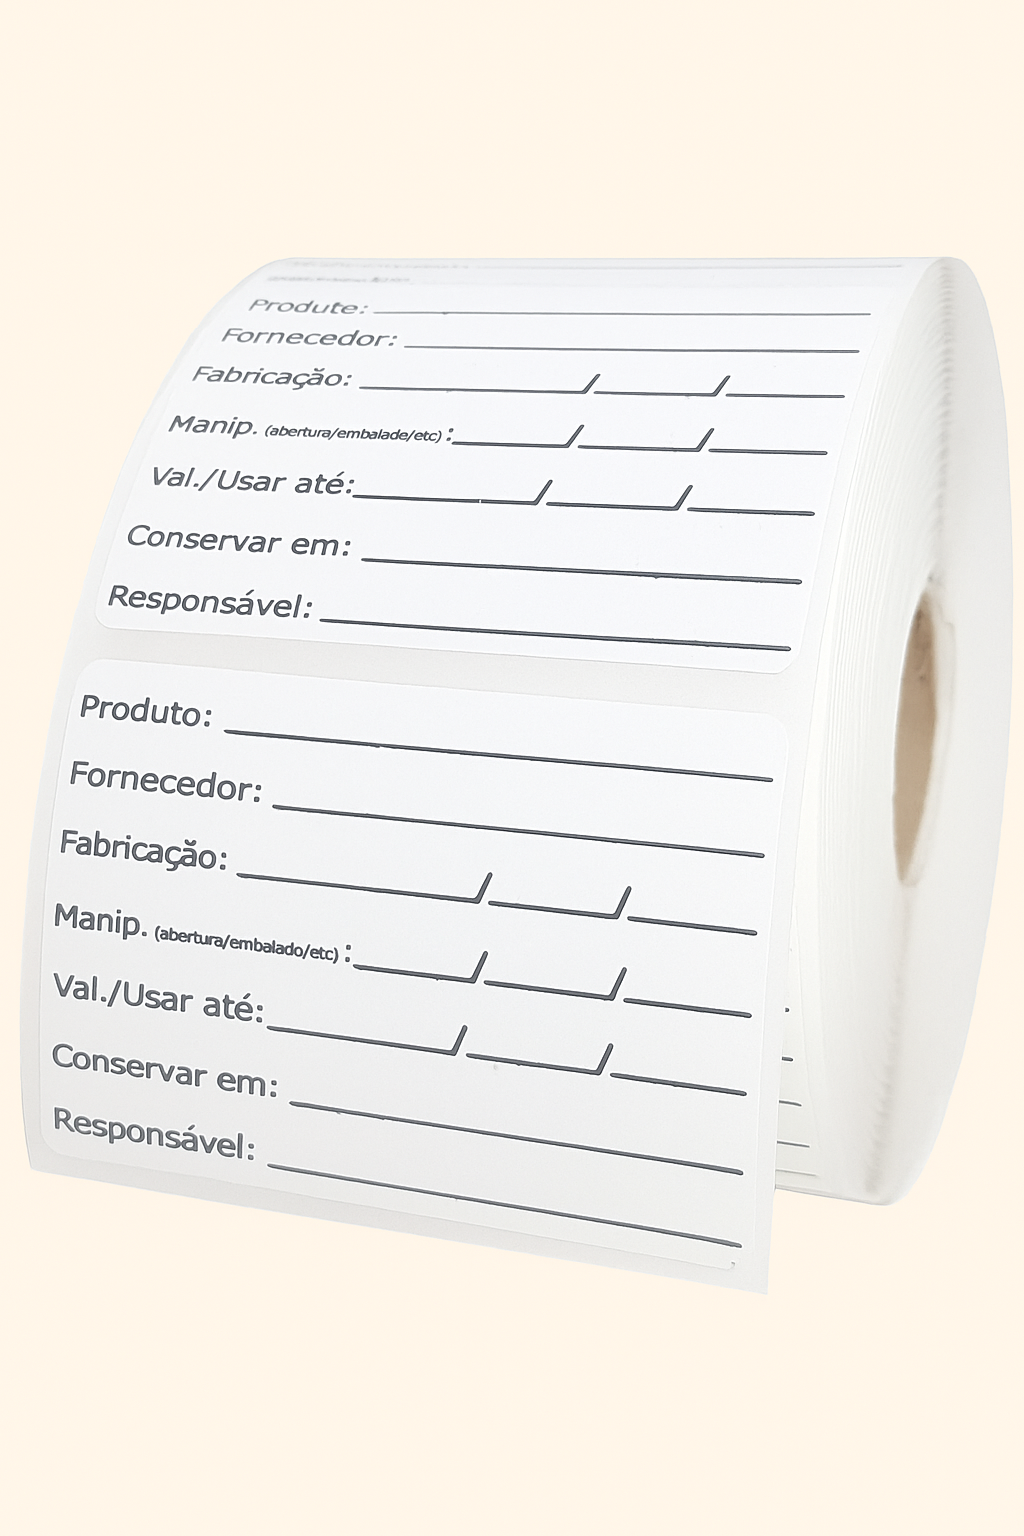 Produte:
Fornecedor:
Fabricação: / /
Manip. (abertura/embalade/etc) : / /
Val./Usar até: / /
Conservar em:
Responsável:
Produto:
Fornecedor:
Fabricação: / /
Manip. (abertura/embalado/etc) : / /
Val./Usar até: / /
Conservar em:
Responsável: